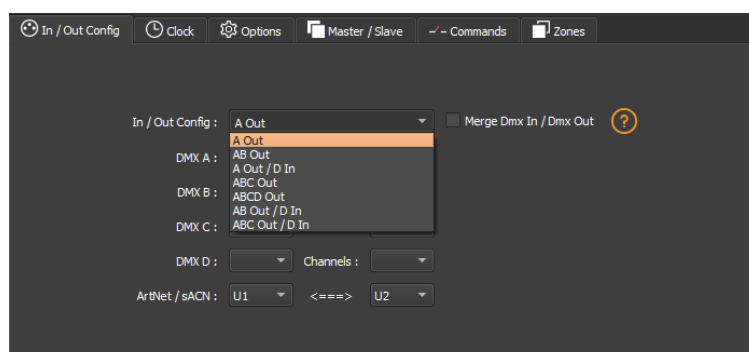 In / Out Config Clock Options Master / Slave Commands Zones
In / Out Config : A Out Merge Dmx In / Dmx Out ?
A Out
DMX A : AB Out
A Out / D In
ABC Out
DMX B : ABCD Out
AB Out / D In
DMX C : ABC Out / D In
DMX D : Channels :
ArtNet / sACN : U1 <===> U2